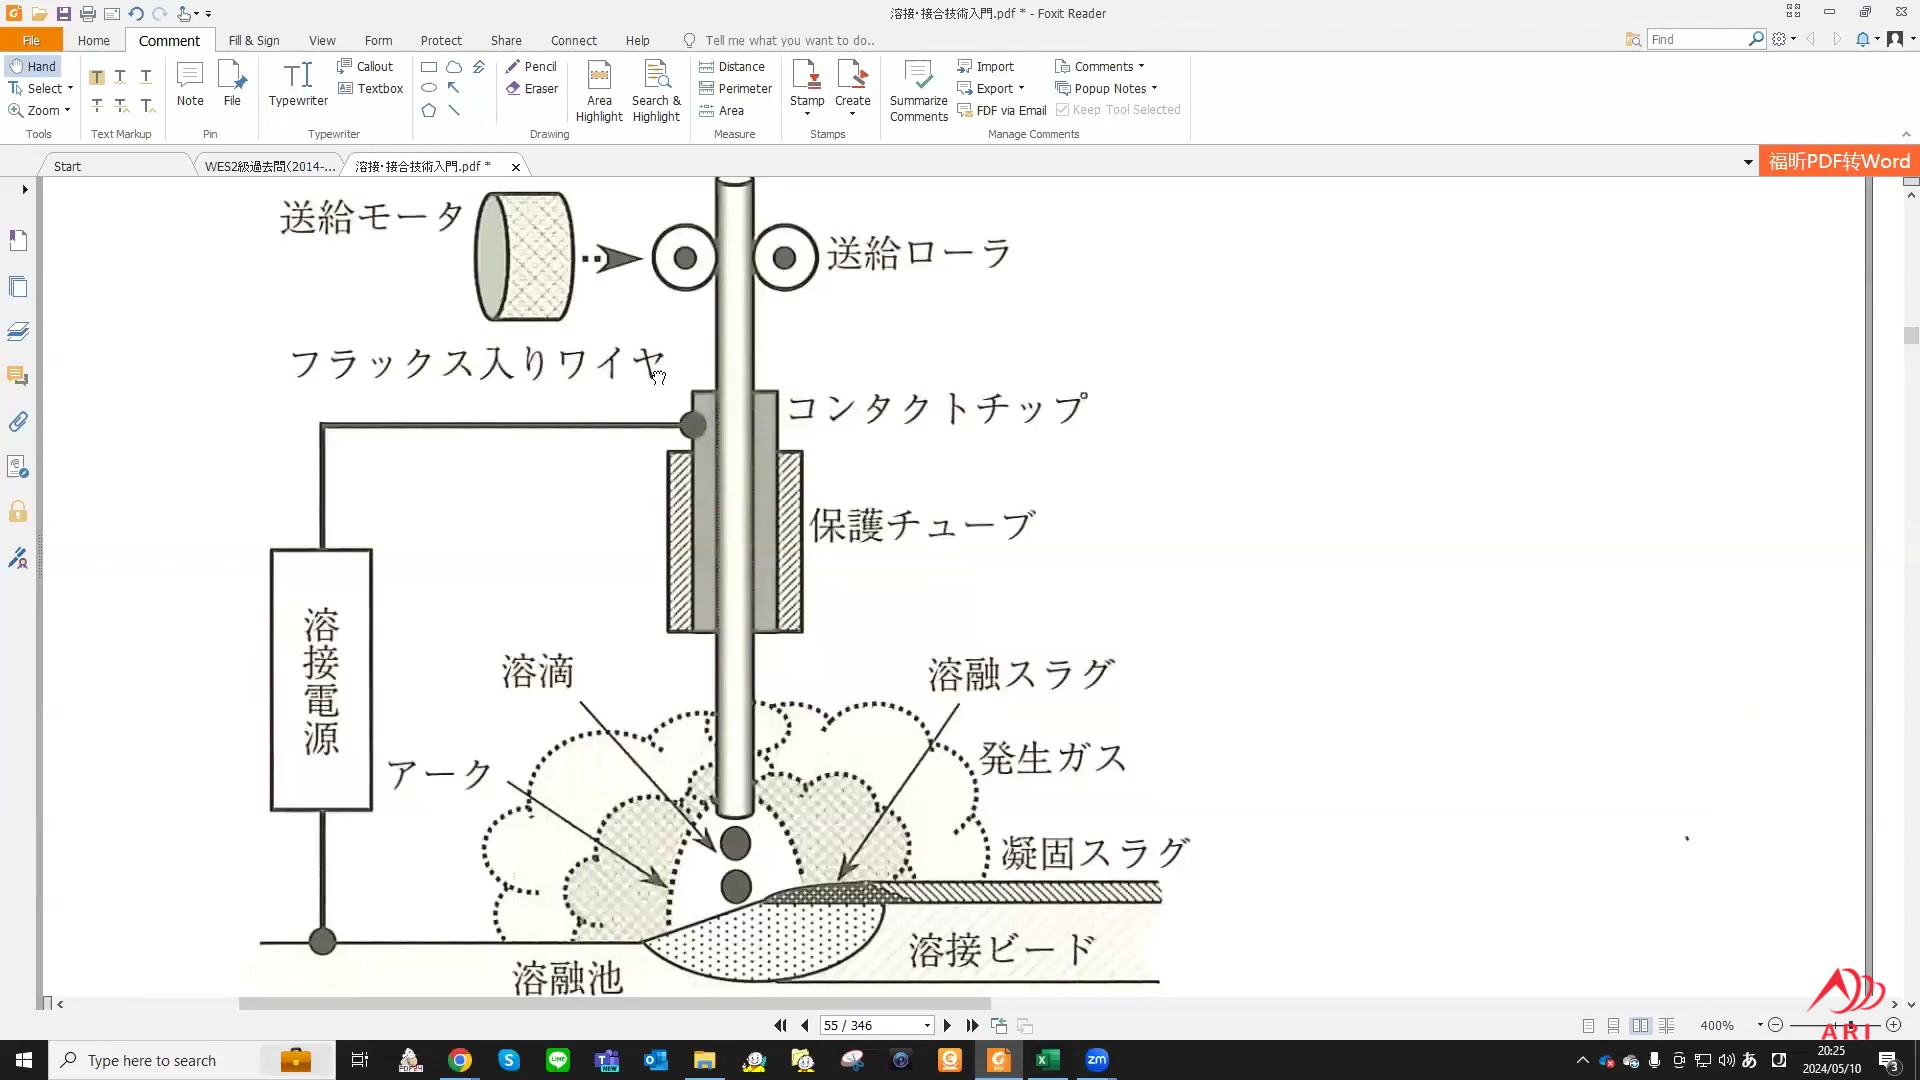 溶接・接合技術入門.pdf * - Foxit Reader
File
Home
Comment
Fill & Sign
View
Form
Protect
Share
Connect
Help
Tell me what you want to do..
Find
Hand
Select
Zoom
Tools
Text Markup
Note
File
Pin
Typewriter
Callout
Textbox
Typewriter
Pencil
Eraser
Area
Highlight
Search &
Highlight
Drawing
Distance
Perimeter
Area
Measure
Stamp
Create
Stamps
Summarize
Comments
Import
Export
FDF via Email
Comments
Popup Notes
Keep Tool Selected
Manage Comments
Start
WES2級過去問(2014-...
溶接・接合技術入門.pdf *
福昕PDF转Word
送給モータ
送給ローラ
フラックス入りワイヤ
コンタクトチップ
保護チューブ
溶接電源
溶滴
溶融スラグ
アーク
発生ガス
凝固スラグ
溶接ビード
溶融池
ARI
55 / 346
400%
Type here to search
あ
20:25
2024/05/10
3